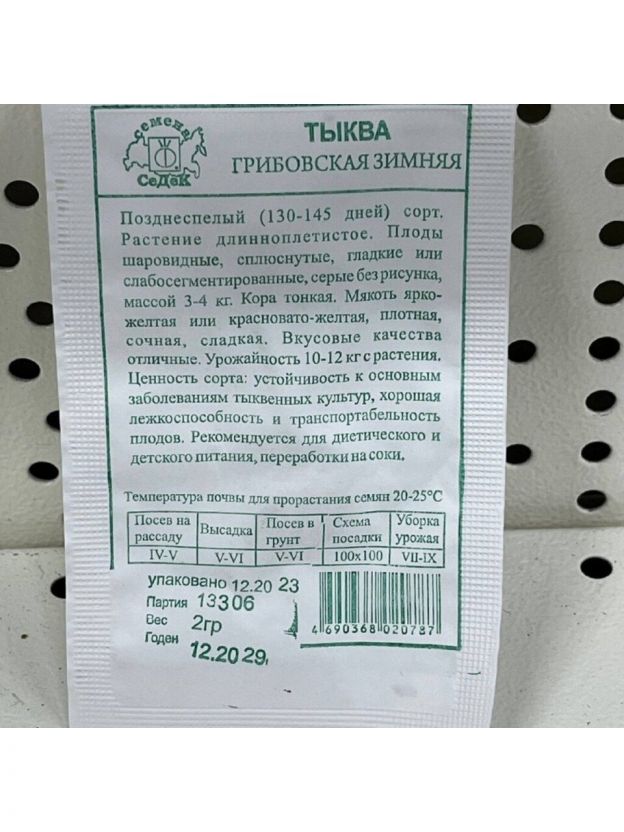 семена
СеДеК
ТЫКВА
ГРИБОВСКАЯ ЗИМНЯЯ
Позднеспелый (130-145 дней) сорт.
Растение длинноплетистое. Плоды
шаровидные, сплюснутые, гладкие или
слабосегментированные, серые без рисунка,
массой 3-4 кг. Кора тонкая. Мякоть ярко-
желтая или красновато-желтая, плотная,
сочная, сладкая. Вкусовые качества
отличные. Урожайность 10-12 кг с растения.
Ценность сорта: устойчивость к основным
заболеваниям тыквенных культур, хорошая
лежкоспособность и транспортабельность
плодов. Рекомендуется для диетического и
детского питания, переработки на соки.
Температура почвы для прорастания семян 20-25°С
Посев на рассаду Высадка Посев в грунт Схема посадки Уборка урожая
IV-V V-VI V-VI 100x100 VII-IX
упаковано 12.20 23
Партия 13306
Вес 2гр
Годен 12.20 29
4 690368 020787